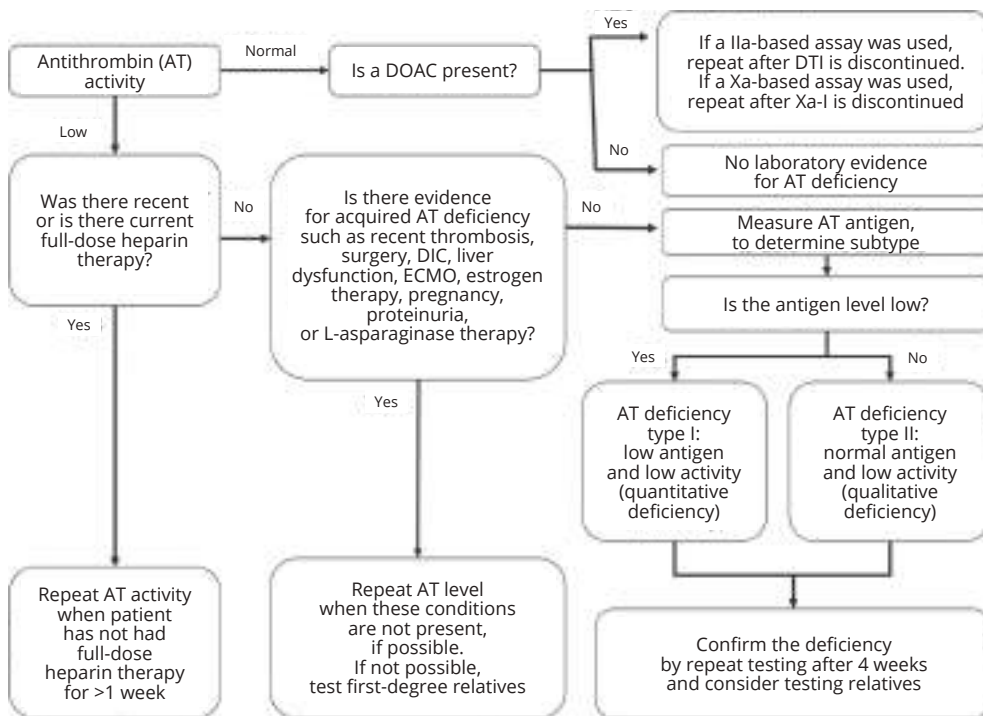 Antithrombin (AT)
activity
Normal
Is a DOAC present?
Yes
If a IIa-based assay was used,
repeat after DTI is discontinued.
If a Xa-based assay was used,
repeat after Xa-I is discontinued
No
No laboratory evidence
for AT deficiency
Low
Was there recent
or is there current
full-dose heparin
therapy?
No
Is there evidence
for acquired AT deficiency
such as recent thrombosis,
surgery, DIC, liver
dysfunction, ECMO, estrogen
therapy, pregnancy,
proteinuria,
or L-asparaginase therapy?
No
Measure AT antigen,
to determine subtype
Is the antigen level low?
Yes
No
AT deficiency
type I:
low antigen
and low activity
(quantitative
deficiency)
AT deficiency
type II:
normal antigen
and low activity
(qualitative
deficiency)
Yes
Yes
Repeat AT activity
when patient
has not had
full-dose
heparin therapy
for >1 week
Repeat AT level
when these conditions
are not present,
if possible.
If not possible,
test first-degree relatives
Confirm the deficiency
by repeat testing after 4 weeks
and consider testing relatives